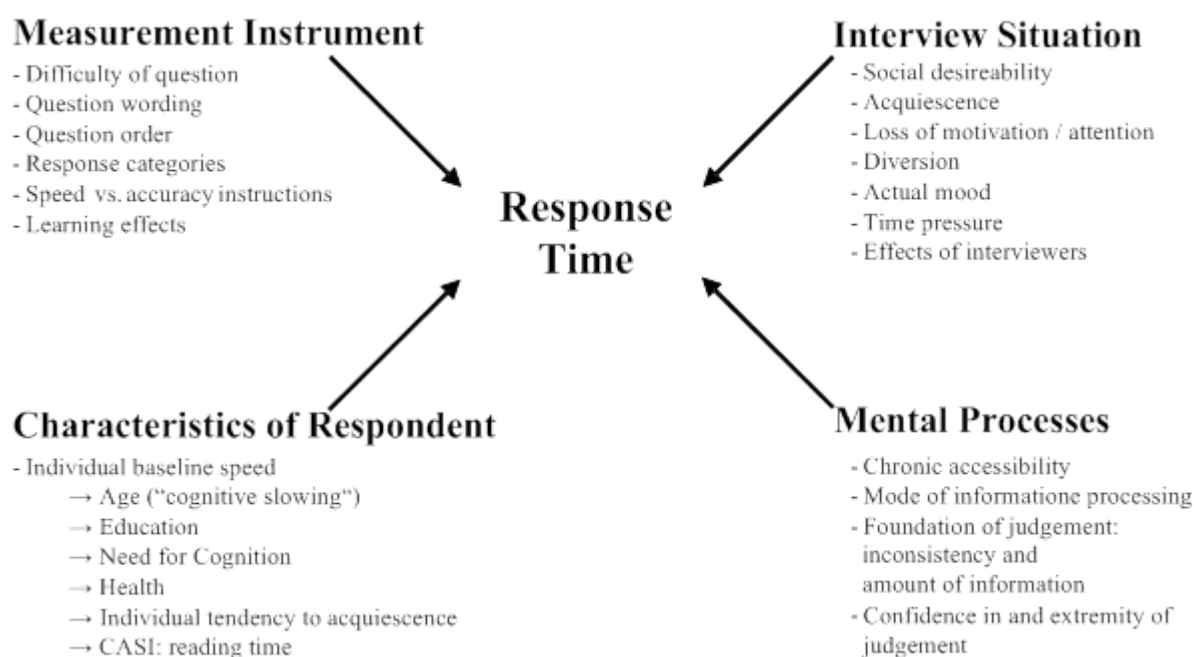 Measurement Instrument
- Difficulty of question
- Question wording
- Question order
- Response categories
- Speed vs. accuracy instructions
- Learning effects
Interview Situation
- Social desireability
- Acquiescence
- Loss of motivation / attention
- Diversion
- Actual mood
- Time pressure
- Effects of interviewers
Response
Time
Characteristics of Respondent
- Individual baseline speed
→ Age (“cognitive slowing“)
→ Education
→ Need for Cognition
→ Health
→ Individual tendency to acquiescence
→ CASI: reading time
Mental Processes
- Chronic accessibility
- Mode of informatione processing
- Foundation of judgement:
inconsistency and
amount of information
- Confidence in and extremity of
judgement